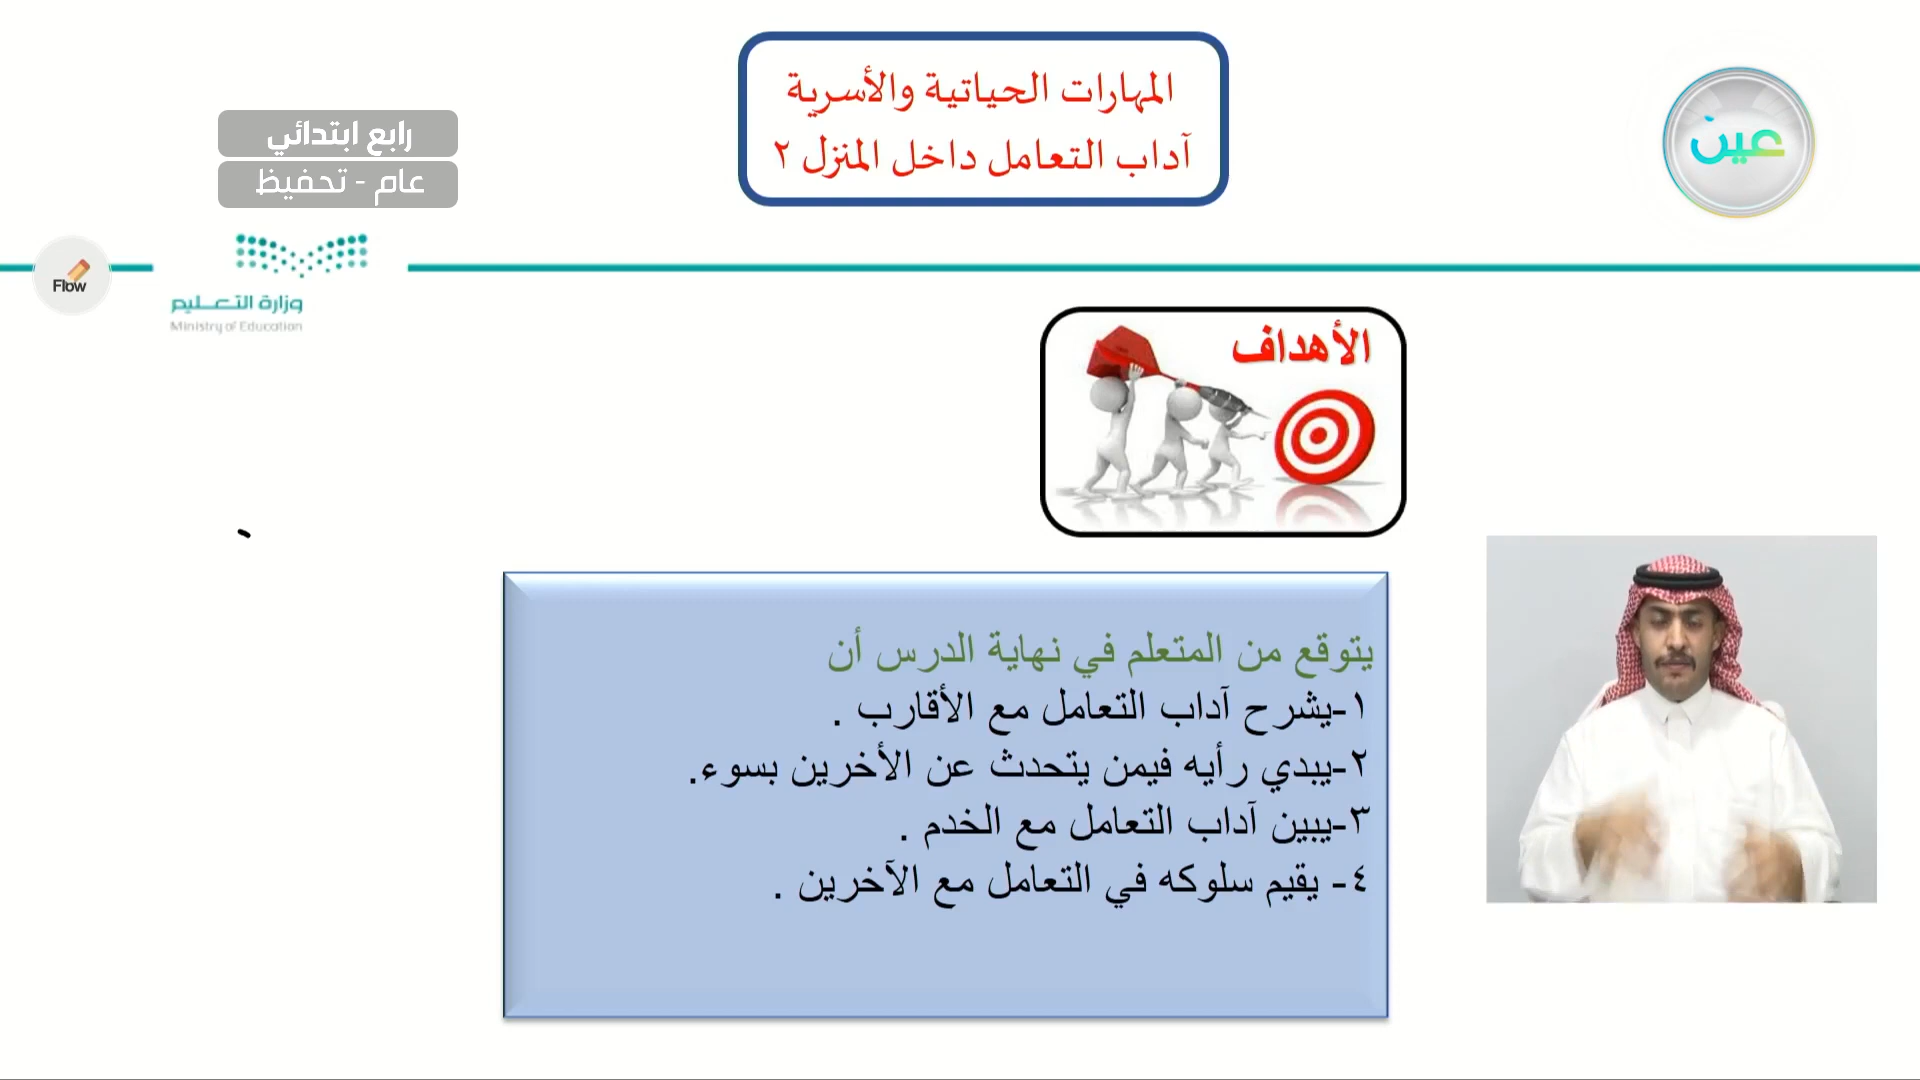 المهارات الحياتية والأسرية
آداب التعامل داخل المنزل ٢
عين
رابع ابتدائي
عام - تحفيظ
Flow
وزارة التعليم
Ministry of Education
الأهداف
يتوقع من المتعلم في نهاية الدرس أن
١-يشرح آداب التعامل مع الأقارب .
٢-يبدي رأيه فيمن يتحدث عن الأخرين بسوء.
٣-يبين آداب التعامل مع الخدم .
٤- يقيم سلوكه في التعامل مع الآخرين .